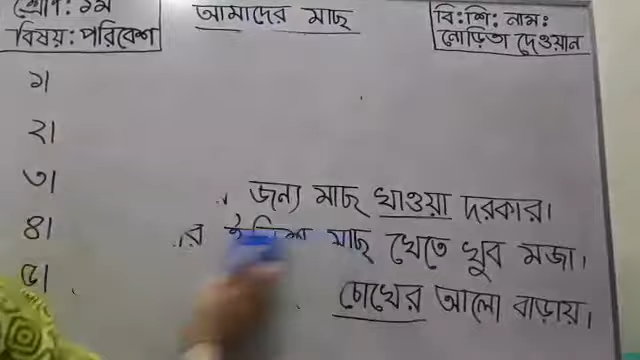 শ্রেণি: ১ম
বিষয়: পরিবেশ
আমাদের মাছ
বি: শি: নাম:
নোড়িতা দেওয়ান
১।
২।
৩। জন্য মাছ খাওয়া দরকার।
৪। র মাছ খেতে খুব মজা।
৫। চোখের আলো বাড়ায়।